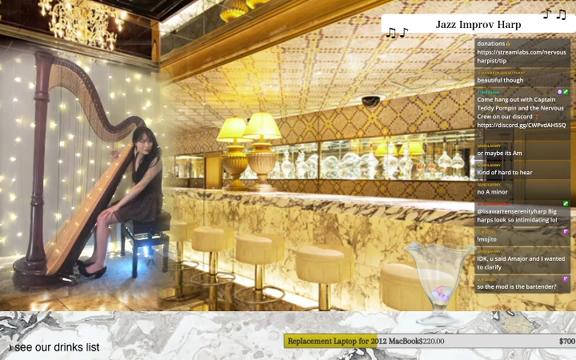 Jazz Improv Harp
donations
https://streamlabs.com/nervous
harpist/tip
beautiful though
Come hang out with Captain
Teddy Pompin and the Nervous
Crew on our discord
https://discord.gg/CWPvdAH5SQ
or maybe its Am
Kind of hard to hear
no A minor
@lisawarrenserenityharp Big
harps look so intimidating lol
!mojito
IDK, u said Amajor and I wanted
to clarify
so the mod is the bartender?
see our drinks list
Replacement Laptop for 2012 MacBook $220.00
$700